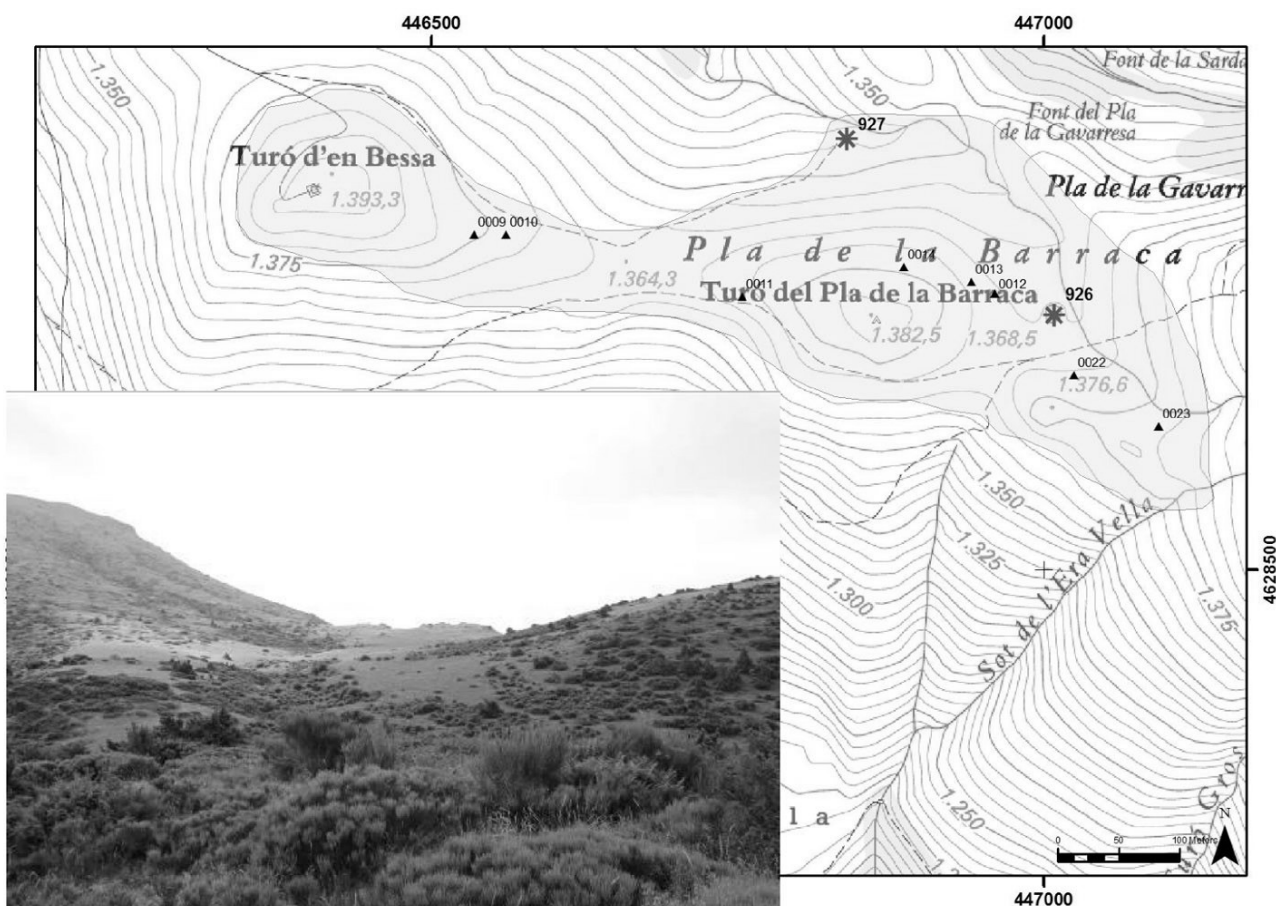 446500
447000
1.350
1.350
Font de la Sarda
Font del Pla
de la Gavarresa
927
Turó d'en Bessa
1.393,3
Pla de la Gavarr
0009 0010
1.375
Pla de la Barraca
1.364,3
0014
0013
0011
0012
Turó del Pla de la Barraca
926
1.382,5
1.368,5
0022
1.376,6
0023
1.350
1.325
1.300
Sot de l'Era Vella
4628500
1.375
la
1.250
Gros
N
0
50
100 Meters
447000